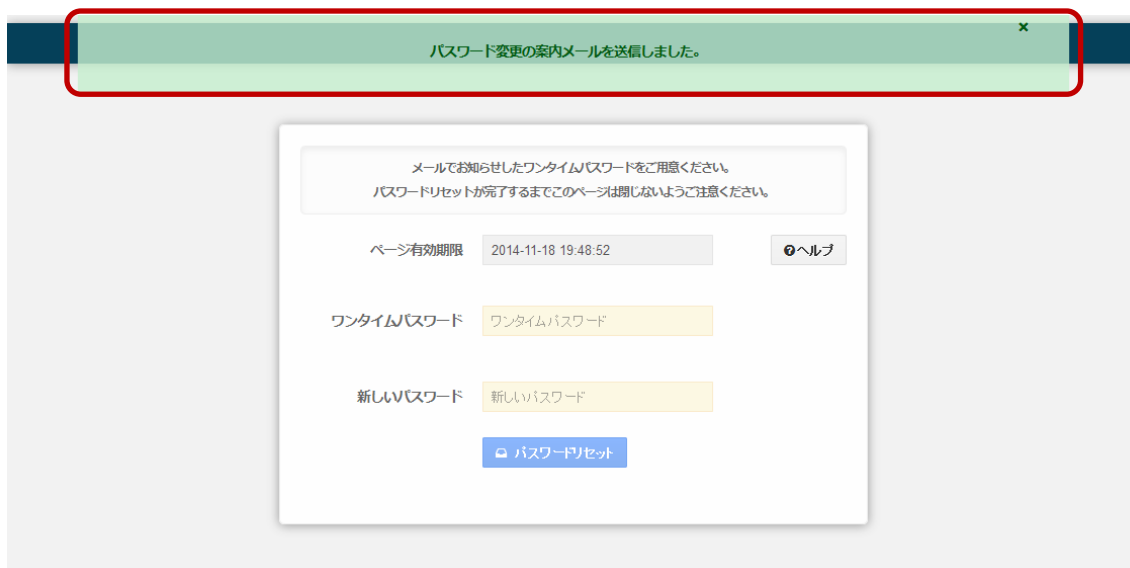 ×
パスワード変更の案内メールを送信しました。
メールでお知らせしたワンタイムパスワードをご用意ください。
パスワードリセットが完了するまでこのページは閉じないようご注意ください。
ページ有効期限 2014-11-18 19:48:52 ヘルプ
ワンタイムパスワード ワンタイムパスワード
新しいパスワード 新しいパスワード
パスワードリセット